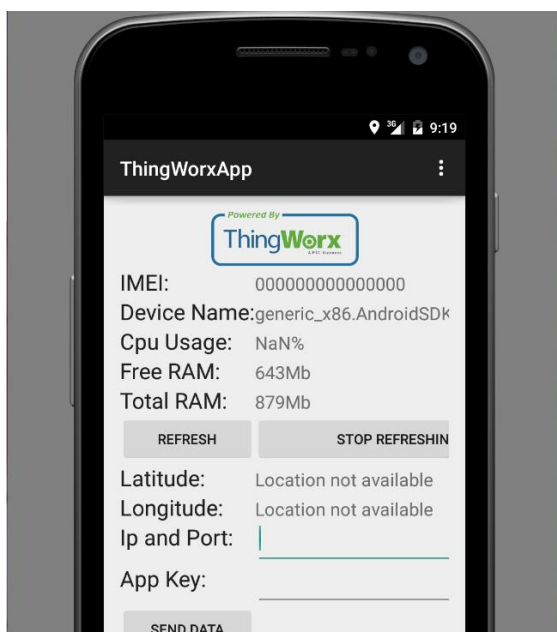 3G 9:19
ThingWorxApp
Powered By
ThingWorx
IMEI: 000000000000000
Device Name: generic_x86.AndroidSDK
Cpu Usage: NaN%
Free RAM: 643Mb
Total RAM: 879Mb
REFRESH STOP REFRESHIN
Latitude: Location not available
Longitude: Location not available
Ip and Port:
App Key:
SEND DATA